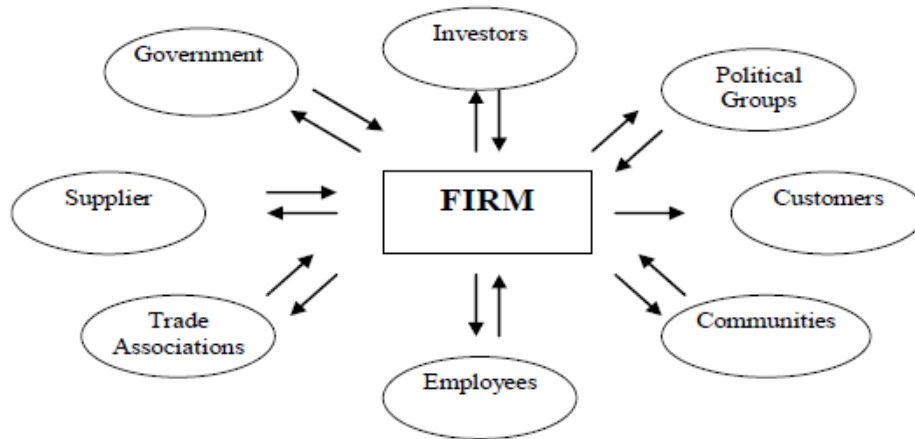 Investors
Government
Political
Groups
Supplier
FIRM
Customers
Trade
Associations
Communities
Employees